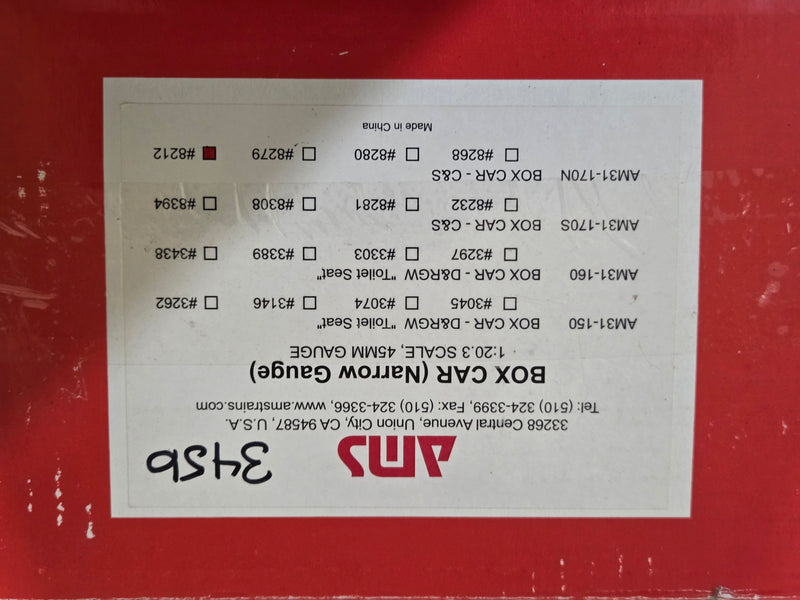 AMS
345b
33268 Central Avenue, Union City, CA 94587, U.S.A.
Tel: (510) 324-3399, Fax: (510) 324-3366, www.amstrains.com
BOX CAR (Narrow Gauge)
1:20.3 SCALE, 45MM GAUGE
AM31-150 BOX CAR - D&RGW "Toilet Seat"
☐ #3045 ☐ #3074 ☐ #3146 ☐ #3262
AM31-160 BOX CAR - D&RGW "Toilet Seat"
☐ #3297 ☐ #3303 ☐ #3389 ☐ #3438
AM31-170S BOX CAR - C&S
☐ #8232 ☐ #8281 ☐ #8308 ☐ #8394
AM31-170N BOX CAR - C&S
☐ #8268 ☐ #8280 ☐ #8279 ■ #8212
Made in China